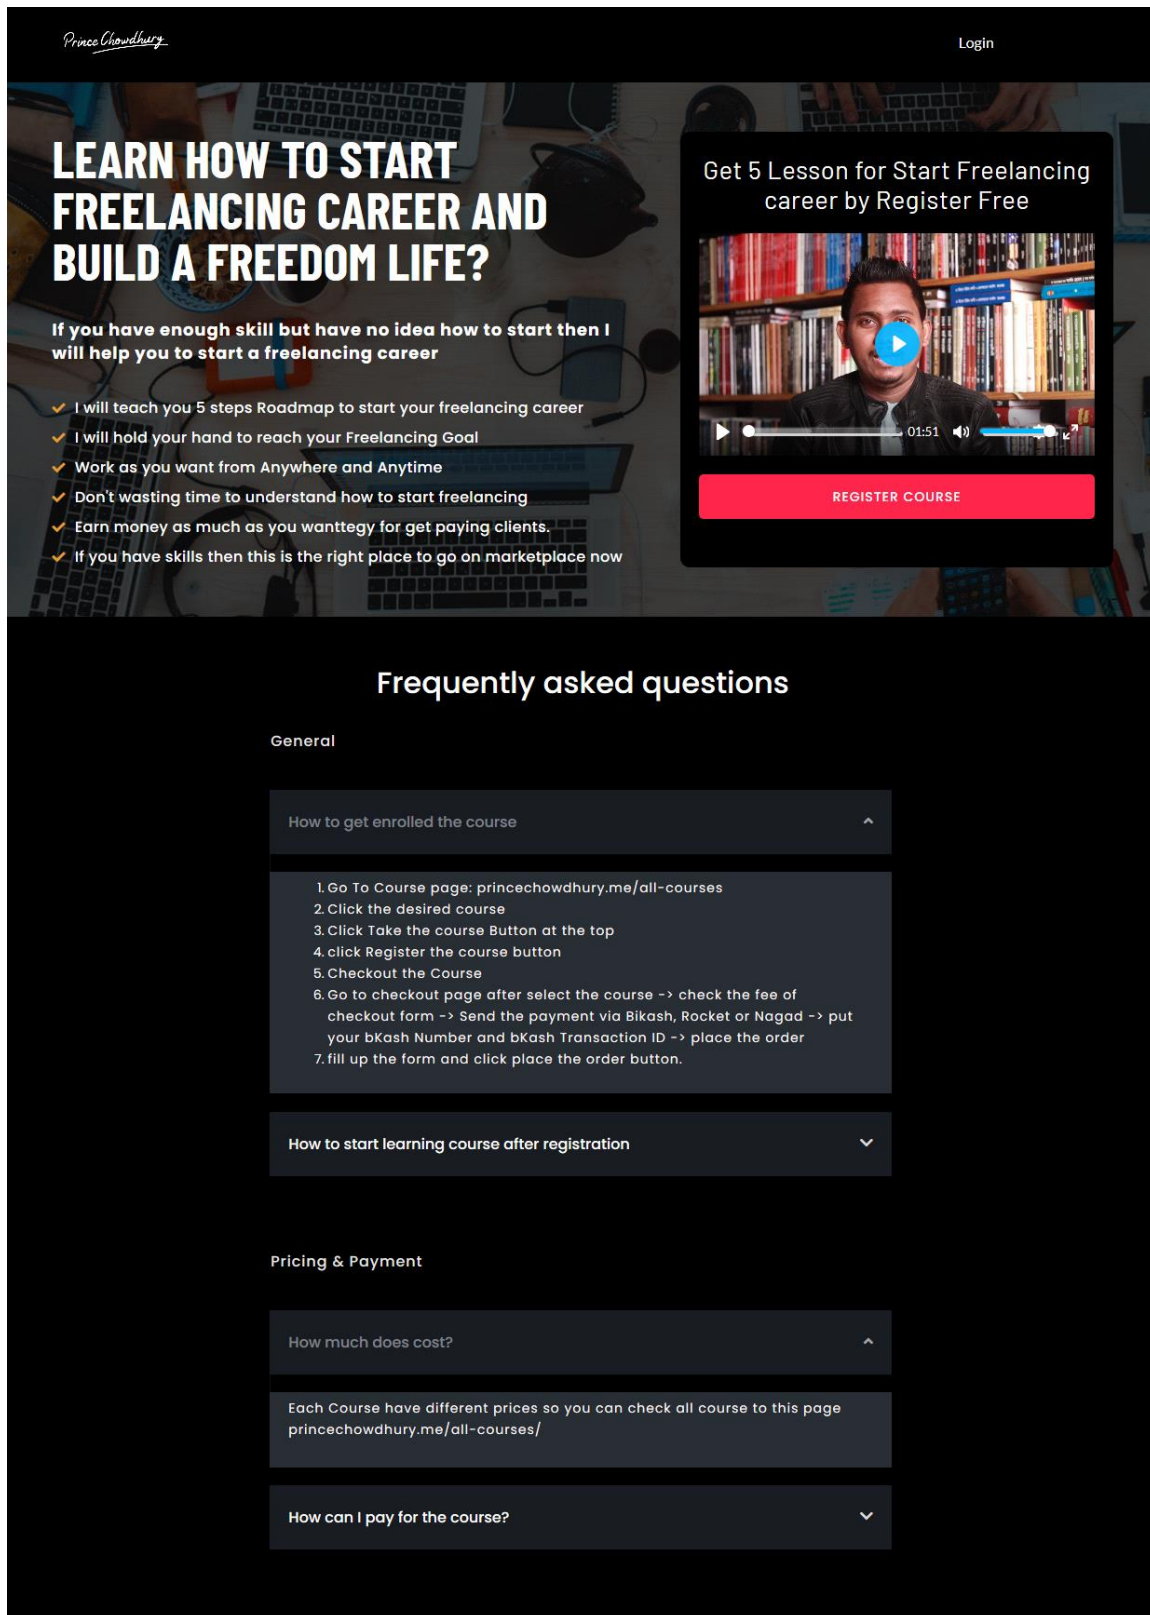 Prince Chowdhury
Login
LEARN HOW TO START
FREELANCING CAREER AND
BUILD A FREEDOM LIFE?
If you have enough skill but have no idea how to start then I
will help you to start a freelancing career
I will teach you 5 steps Roadmap to start your freelancing career
I will hold your hand to reach your Freelancing Goal
Work as you want from Anywhere and Anytime
Don't wasting time to understand how to start freelancing
Earn money as much as you wanttegy for get paying clients.
If you have skills then this is the right place to go on marketplace now
Get 5 Lesson for Start Freelancing
career by Register Free
01:51
REGISTER COURSE
Frequently asked questions
General
How to get enrolled the course
1. Go To Course page: princechowdhury.me/all-courses
2. Click the desired course
3. Click Take the course Button at the top
4. click Register the course button
5. Checkout the Course
6. Go to checkout page after select the course -> check the fee of
checkout form -> Send the payment via Bikash, Rocket or Nagad -> put
your bKash Number and bKash Transaction ID -> place the order
7. fill up the form and click place the order button.
How to start learning course after registration
Pricing & Payment
How much does cost?
Each Course have different prices so you can check all course to this page
princechowdhury.me/all-courses/
How can I pay for the course?